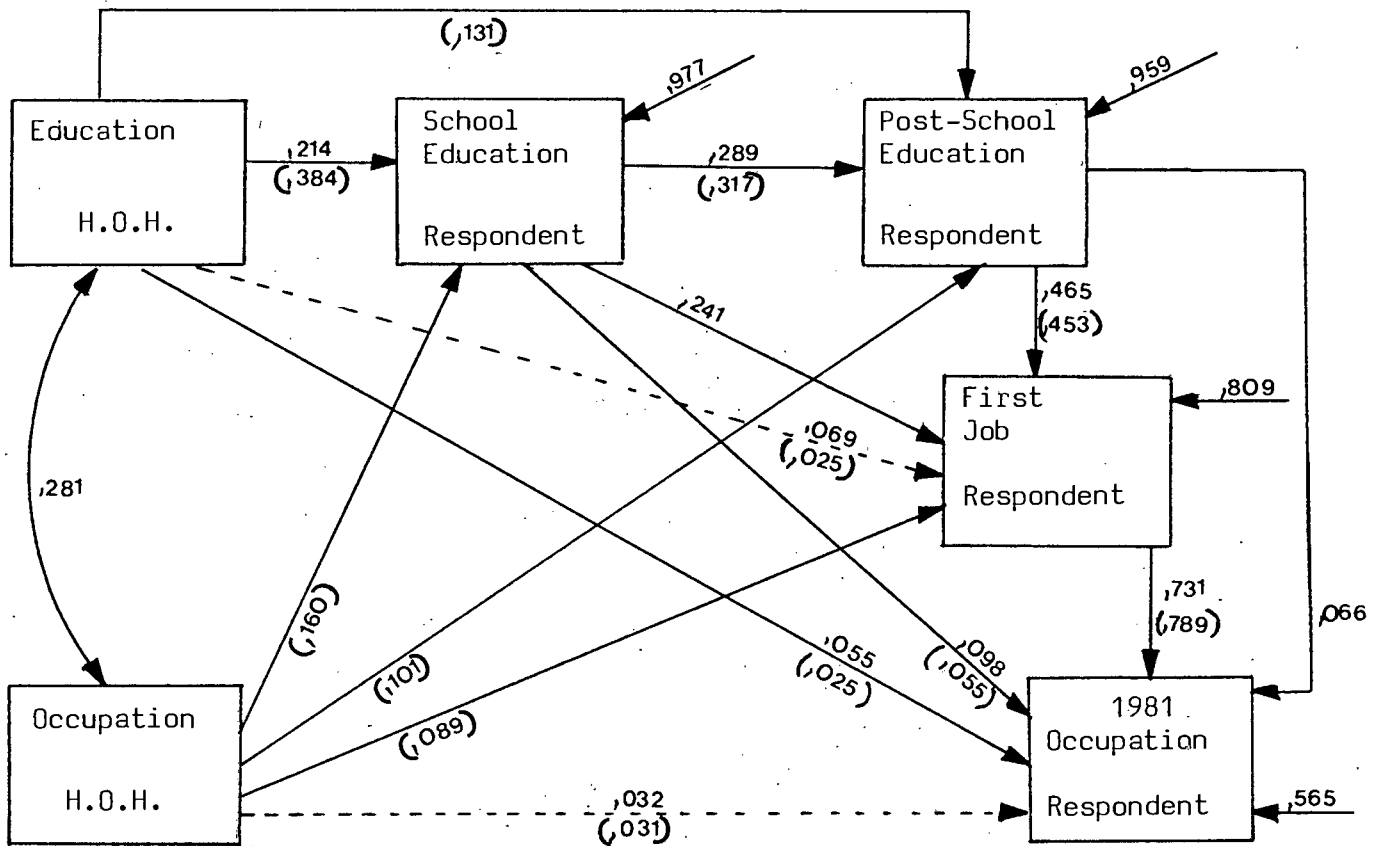 (,131)
,977
,959
Education
H.O.H.
,214
(,384)
School
Education
Respondent
,289
(,317)
Post-School
Education
Respondent
,465
(,453)
,241
,069
(,025)
First
Job
Respondent
,809
,281
,731
(,789)
,066
(,160)
(,101)
(,089)
,055
(,025)
,098
(,055)
Occupation
H.O.H.
,032
(,031)
1981
Occupation
Respondent
,565